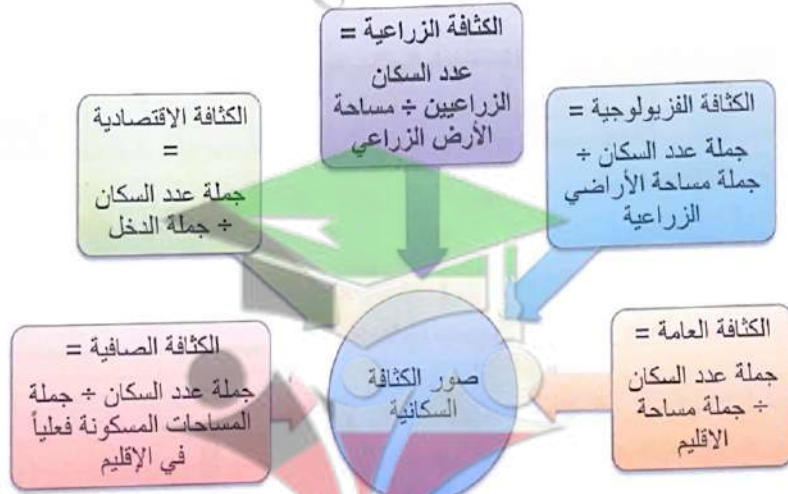 الكثافة الزراعية =
عدد السكان
الزراعيين ÷ مساحة
الأرض الزراعي
الكثافة الفزيولوجية =
جملة عدد السكان ÷
جملة مساحة الأراضي
الزراعية
الكثافة الاقتصادية
=
جملة عدد السكان
÷ جملة الدخل
الكثافة العامة =
جملة عدد السكان
÷ جملة مساحة
الاقليم
صور الكثافة
السكانية
الكثافة الصافية =
جملة عدد السكان ÷ جملة
المساحات المسكونة فعلياً
في الإقليم